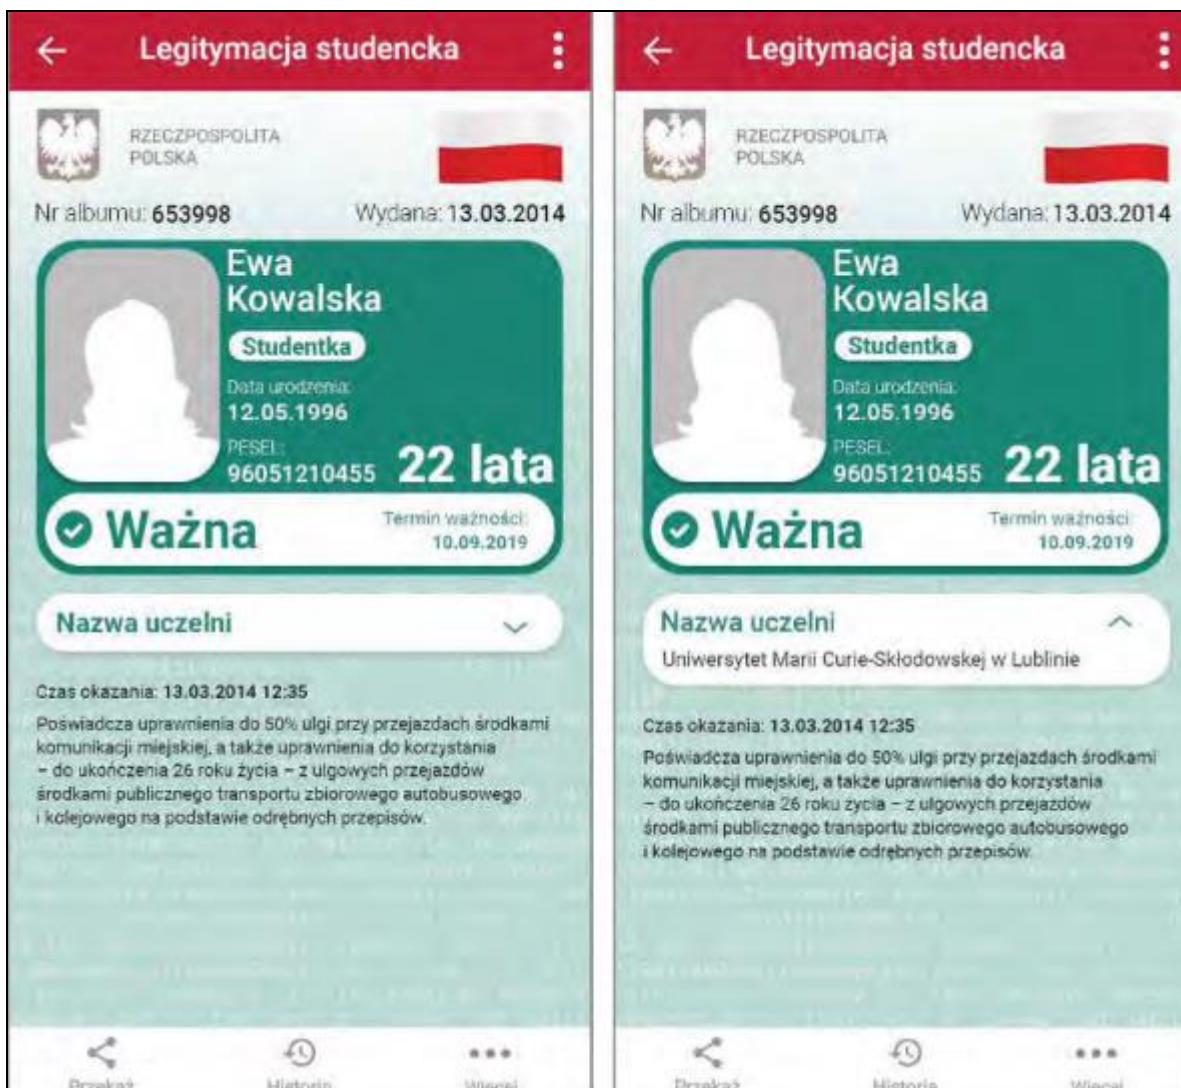 Legitymacja studencka
RZECZPOSPOLITA
POLSKA
Nr albumu: 653998 Wydana: 13.03.2014
Ewa
Kowalska
Studentka
Data urodzenia:
12.05.1996
PESEL:
96051210455 22 lata
Ważna
Termin ważności:
10.09.2019
Nazwa uczelni
Czas okazania: 13.03.2014 12:35
Poświadcza uprawnienia do 50% ulgi przy przejazdach środkami
komunikacji miejskiej, a także uprawnienia do korzystania
– do ukończenia 26 roku życia – z ulgowych przejazdów
środkami publicznego transportu zbiorowego autobusowego
i kolejowego na podstawie odrębnych przepisów.
Przekaż Historia Więcej
Legitymacja studencka
RZECZPOSPOLITA
POLSKA
Nr albumu: 653998 Wydana: 13.03.2014
Ewa
Kowalska
Studentka
Data urodzenia:
12.05.1996
PESEL:
96051210455 22 lata
Ważna
Termin ważności:
10.09.2019
Nazwa uczelni
Uniwersytet Marii Curie-Skłodowskej w Lublinie
Czas okazania: 13.03.2014 12:35
Poświadcza uprawnienia do 50% ulgi przy przejazdach środkami
komunikacji miejskiej, a także uprawnienia do korzystania
– do ukończenia 26 roku życia – z ulgowych przejazdów
środkami publicznego transportu zbiorowego autobusowego
i kolejowego na podstawie odrębnych przepisów.
Przekaż Historia Więcej